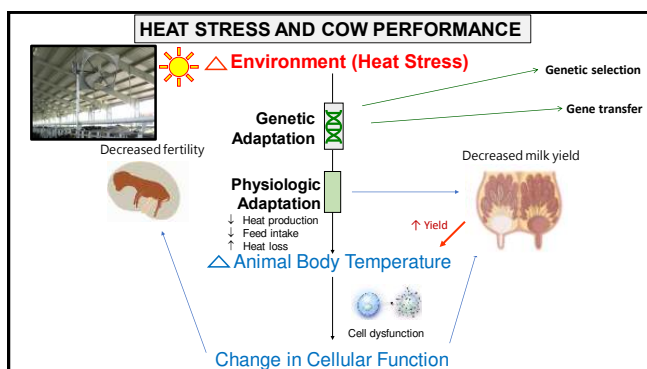 HEAT STRESS AND COW PERFORMANCE
△ Environment (Heat Stress)
Genetic selection
Gene transfer
Genetic
Adaptation
Decreased fertility
Decreased milk yield
Physiologic
Adaptation
↓ Heat production
↓ Feed intake
↑ Heat loss
↑ Yield
△ Animal Body Temperature
Cell dysfunction
Change in Cellular Function